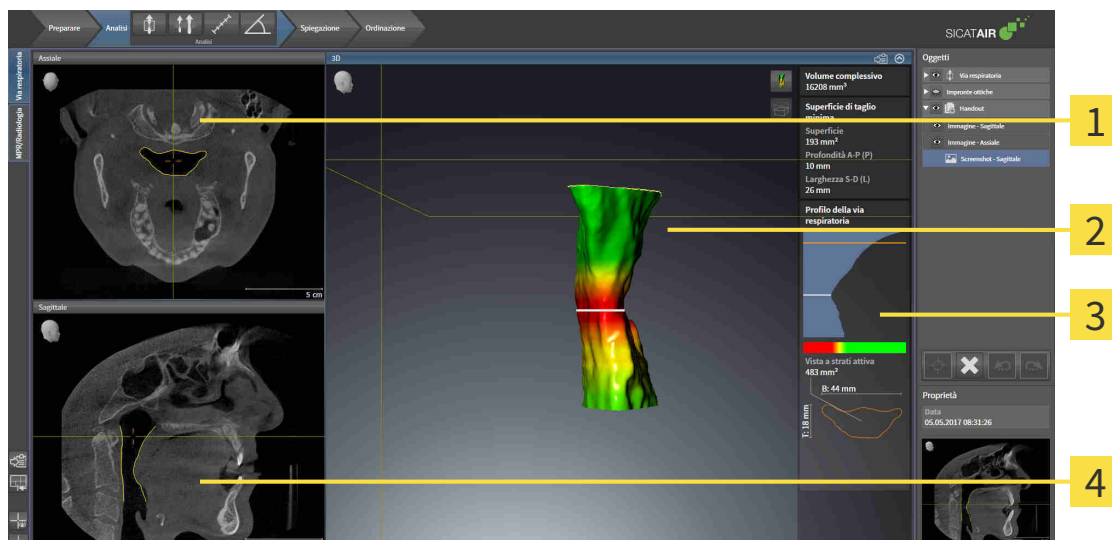 Preparare
Analisi
Analisi
Spiegazione
Ordinazione
SICATAIR
Via respiratoria
MPR/Radiologia
Assiale
5 cm
Sagittale
3D
Volume complessivo
16208 mm³
Superficie di taglio
minima
Superficie
193 mm²
Profondità A-P (P)
10 mm
Larghezza S-D (L)
26 mm
Profilo della via
respiratoria
Vista a strati attiva
483 mm²
B: 44 mm
T: 18 mm
Oggetti
Via respiratoria
Impronte ottiche
Handout
Immagine - Sagittale
Immagine - Assiale
Screenshot - Sagittale
Proprietà
Data
05.05.2017 08:31:26
1
2
3
4